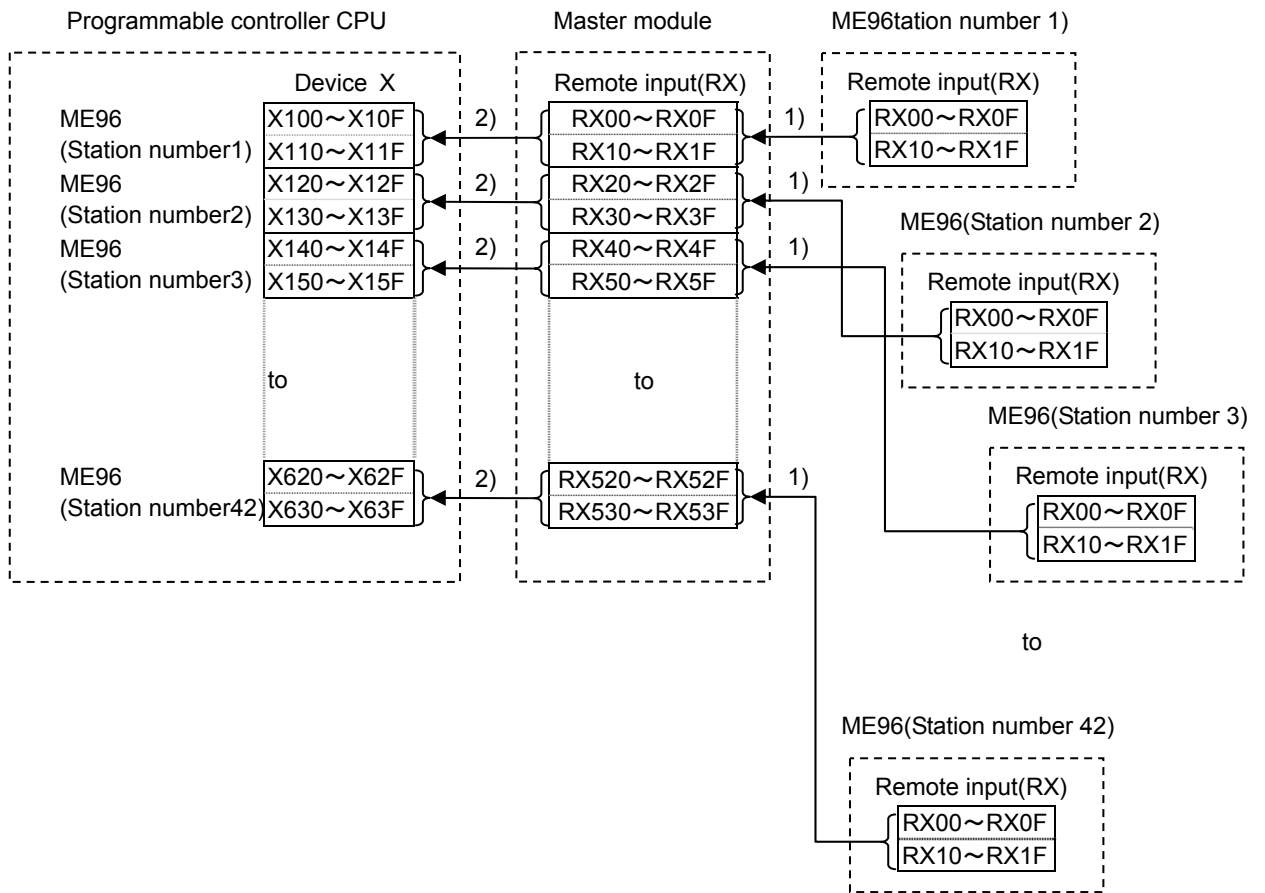 Programmable controller CPU
Master module
ME96tation number 1)
Device X
Remote input(RX)
Remote input(RX)
ME96
(Station number1)
X100～X10F
X110～X11F
2)
RX00～RX0F
RX10～RX1F
1)
RX00～RX0F
RX10～RX1F
ME96
(Station number2)
X120～X12F
X130～X13F
2)
RX20～RX2F
RX30～RX3F
1)
ME96(Station number 2)
Remote input(RX)
RX00～RX0F
RX10～RX1F
ME96
(Station number3)
X140～X14F
X150～X15F
2)
RX40～RX4F
RX50～RX5F
1)
to
to
ME96(Station number 3)
Remote input(RX)
RX00～RX0F
RX10～RX1F
ME96
(Station number42)
X620～X62F
X630～X63F
2)
RX520～RX52F
RX530～RX53F
1)
to
ME96(Station number 42)
Remote input(RX)
RX00～RX0F
RX10～RX1F